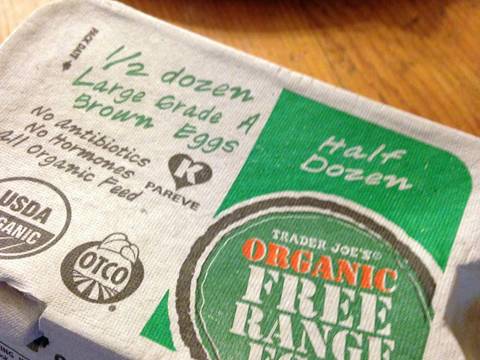 PACK DATE
1/2 dozen
Large Grade A
Brown Eggs
No antibiotics
No Hormones
all Organic Feed
K
PAREVE
USDA
GANIC
OTCO
Half
Dozen
TRADER JOE'S®
ORGANIC
FREE
RANGE